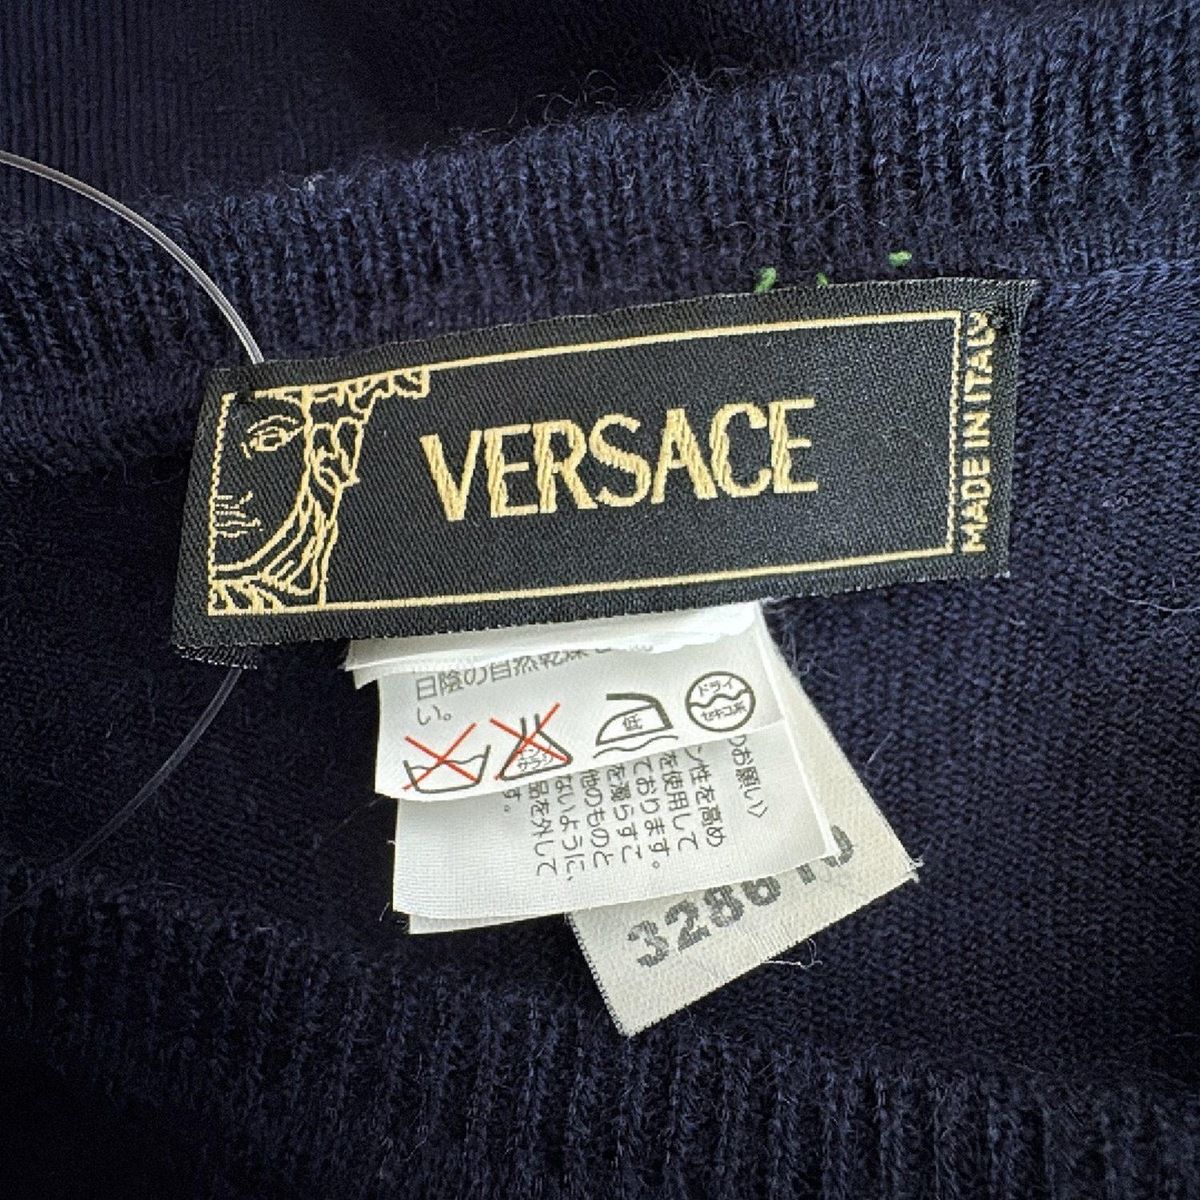 VERSACE
MADE IN ITALY
日陰の自然乾燥
い。
低
ドライ
セキユ系
のお願い〉
ン性を高め
を使用して
ております。
を濡らすこ
他のものと
ないように、
品を外して
す。